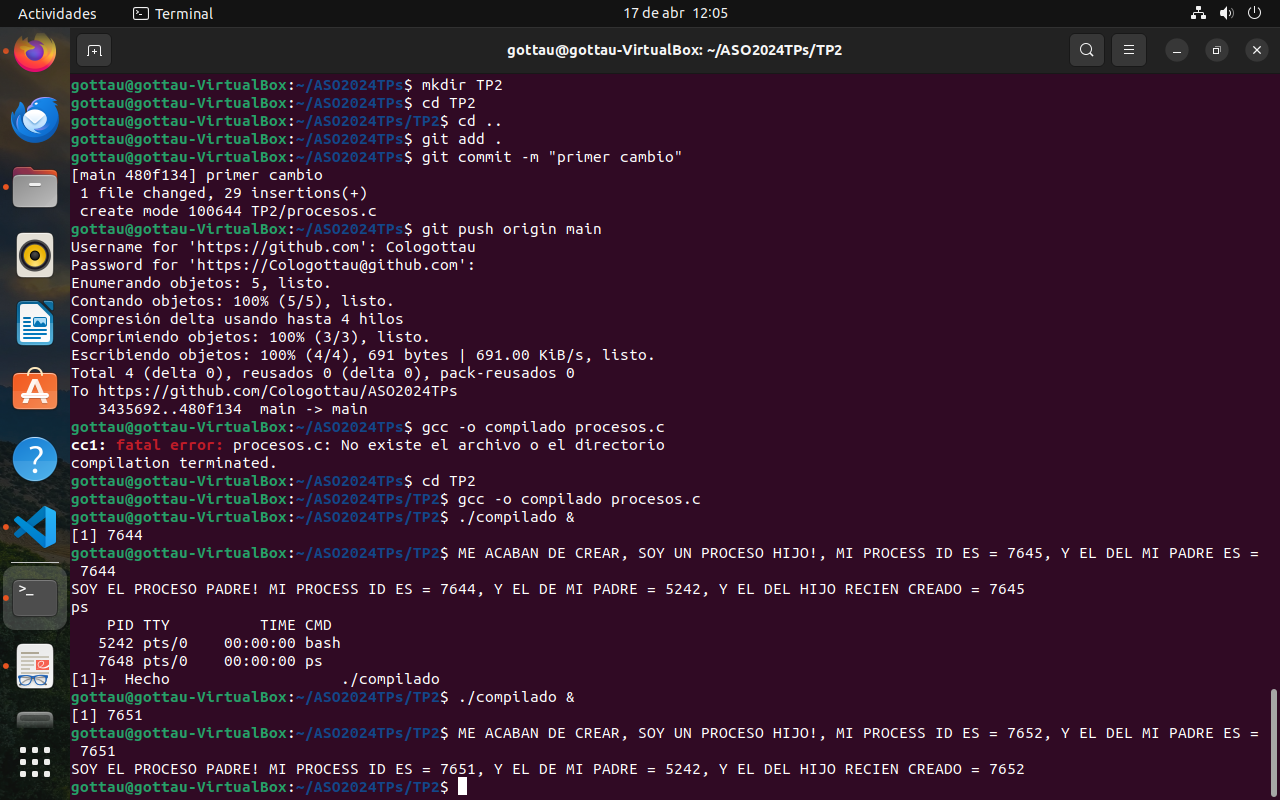 Actividades Terminal 17 de abr 12:05
gottau@gottau-VirtualBox: ~/ASO2024TPs/TP2
gottau@gottau-VirtualBox:~/ASO2024TPs$ mkdir TP2
gottau@gottau-VirtualBox:~/ASO2024TPs$ cd TP2
gottau@gottau-VirtualBox:~/ASO2024TPs/TP2$ cd ..
gottau@gottau-VirtualBox:~/ASO2024TPs$ git add .
gottau@gottau-VirtualBox:~/ASO2024TPs$ git commit -m "primer cambio"
[main 480f134] primer cambio
 1 file changed, 29 insertions(+)
 create mode 100644 TP2/procesos.c
gottau@gottau-VirtualBox:~/ASO2024TPs$ git push origin main
Username for 'https://github.com': Cologottau
Password for 'https://Cologottau@github.com':
Enumerando objetos: 5, listo.
Contando objetos: 100% (5/5), listo.
Compresión delta usando hasta 4 hilos
Comprimiendo objetos: 100% (3/3), listo.
Escribiendo objetos: 100% (4/4), 691 bytes | 691.00 KiB/s, listo.
Total 4 (delta 0), reusados 0 (delta 0), pack-reusados 0
To https://github.com/Cologottau/ASO2024TPs
   3435692..480f134  main -> main
gottau@gottau-VirtualBox:~/ASO2024TPs$ gcc -o compilado procesos.c
cc1: fatal error: procesos.c: No existe el archivo o el directorio
compilation terminated.
gottau@gottau-VirtualBox:~/ASO2024TPs$ cd TP2
gottau@gottau-VirtualBox:~/ASO2024TPs/TP2$ gcc -o compilado procesos.c
gottau@gottau-VirtualBox:~/ASO2024TPs/TP2$ ./compilado &
[1] 7644
gottau@gottau-VirtualBox:~/ASO2024TPs/TP2$ ME ACABAN DE CREAR, SOY UN PROCESO HIJO!, MI PROCESS ID ES = 7645, Y EL DEL MI PADRE ES =
 7644
SOY EL PROCESO PADRE! MI PROCESS ID ES = 7644, Y EL DE MI PADRE = 5242, Y EL DEL HIJO RECIEN CREADO = 7645
ps
    PID TTY          TIME CMD
   5242 pts/0    00:00:00 bash
   7648 pts/0    00:00:00 ps
[1]+  Hecho                   ./compilado
gottau@gottau-VirtualBox:~/ASO2024TPs/TP2$ ./compilado &
[1] 7651
gottau@gottau-VirtualBox:~/ASO2024TPs/TP2$ ME ACABAN DE CREAR, SOY UN PROCESO HIJO!, MI PROCESS ID ES = 7652, Y EL DEL MI PADRE ES =
 7651
SOY EL PROCESO PADRE! MI PROCESS ID ES = 7651, Y EL DE MI PADRE = 5242, Y EL DEL HIJO RECIEN CREADO = 7652
gottau@gottau-VirtualBox:~/ASO2024TPs/TP2$